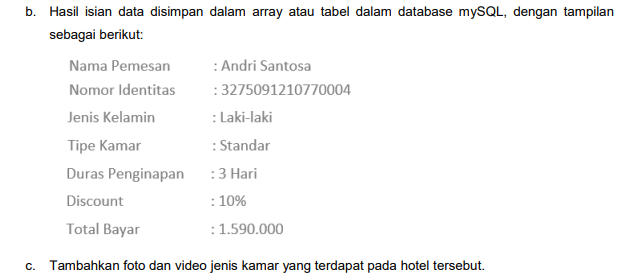 b. Hasil isian data disimpan dalam array atau tabel dalam database mySQL, dengan tampilan
sebagai berikut:
Nama Pemesan : Andri Santosa
Nomor Identitas : 3275091210770004
Jenis Kelamin : Laki-laki
Tipe Kamar : Standar
Duras Penginapan : 3 Hari
Discount : 10%
Total Bayar : 1.590.000
c. Tambahkan foto dan video jenis kamar yang terdapat pada hotel tersebut.